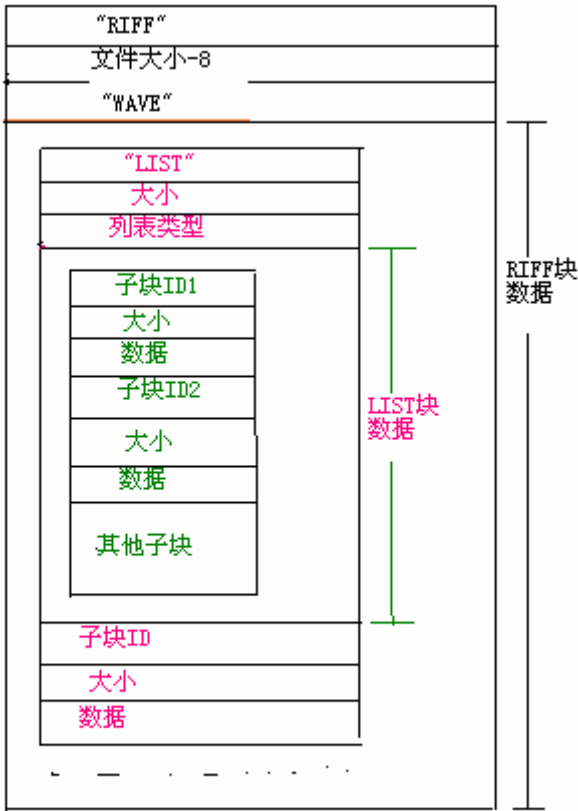 “RIFF“
文件大小-8
“WAVE“
“LIST“
大小
列表类型
子块ID1
大小
数据
子块ID2
大小
数据
其他子块
子块ID
大小
数据
LIST块
数据
RIFF块
数据